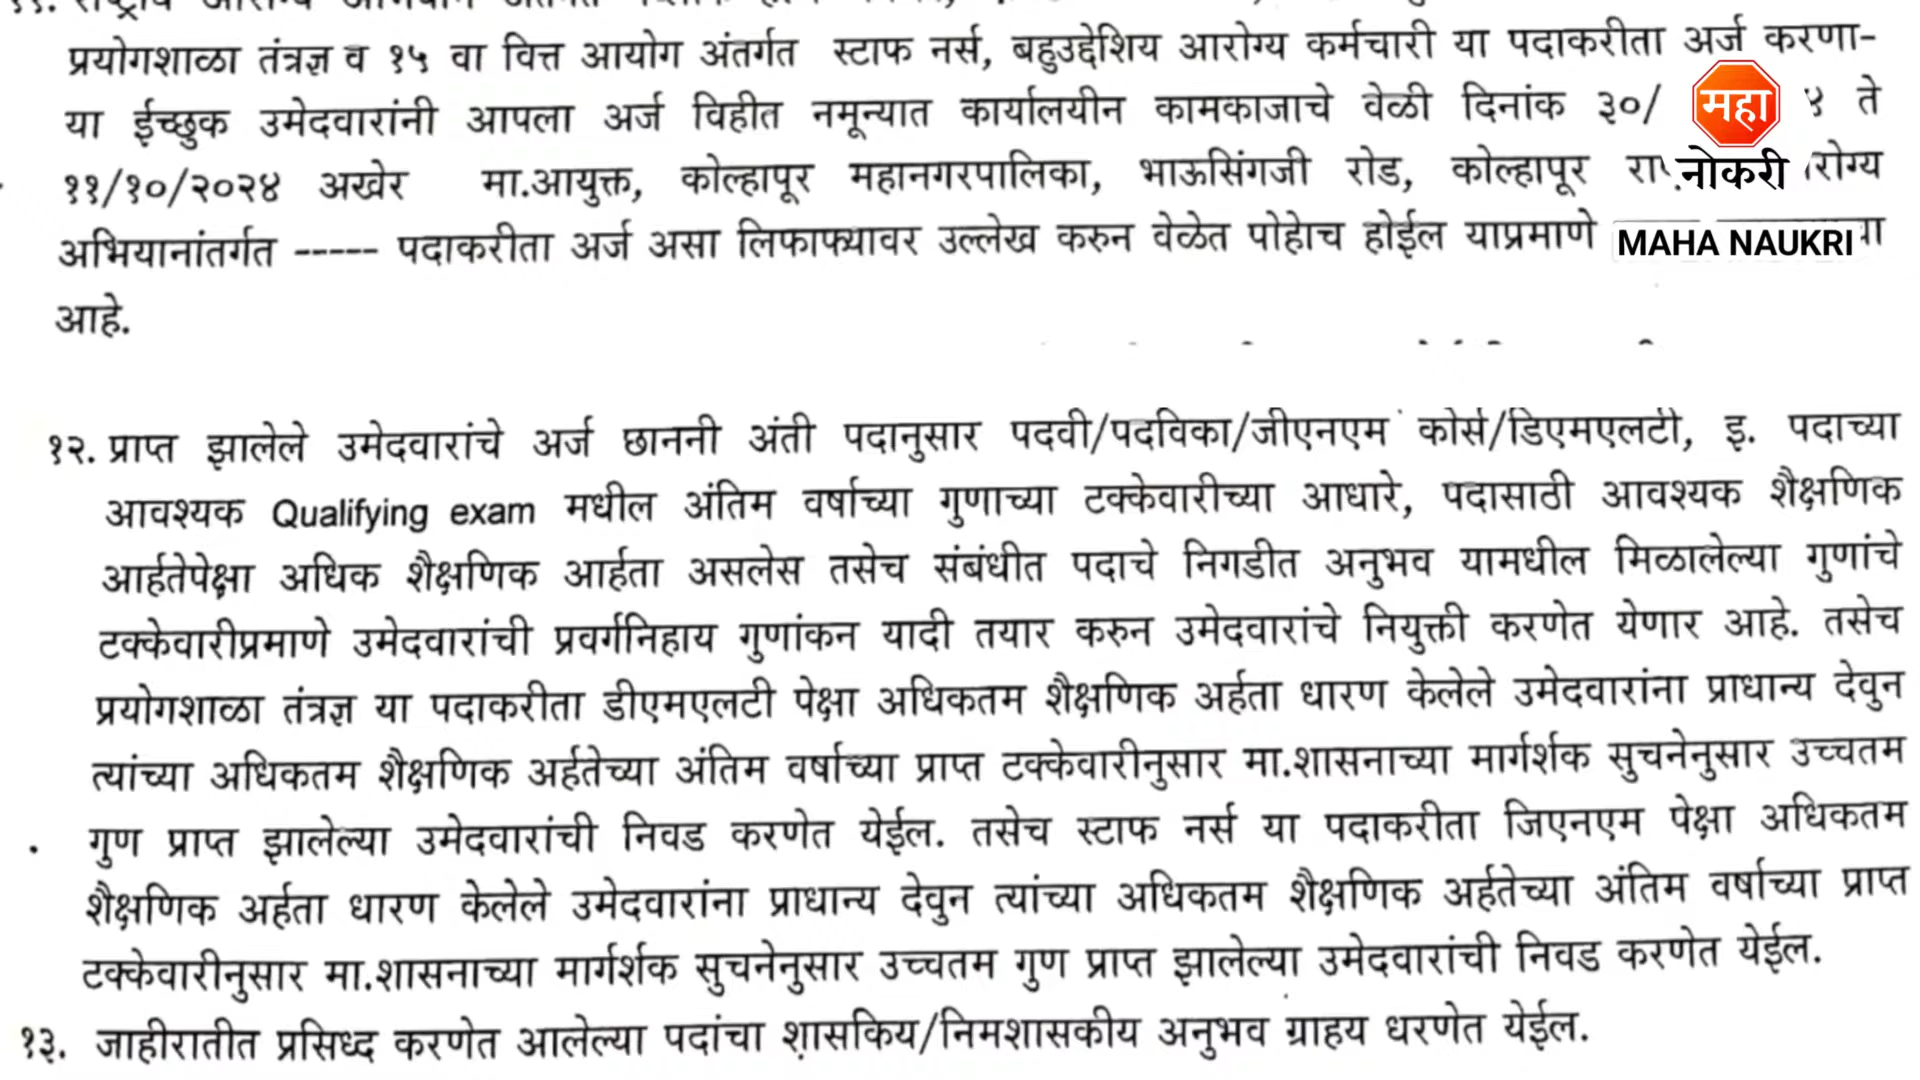 प्रयोगशाळा तंत्रज्ञ व १५ वा वित्त आयोग अंतर्गत स्टाफ नर्स, बहुउद्देशिय आरोग्य कर्मचारी या पदाकरीता अर्ज करणा-
या ईच्छुक उमेदवारांनी आपला अर्ज विहीत नमून्यात कार्यालयीन कामकाजाचे वेळी दिनांक ३०/ ४ ते
महा
११/१०/२०२४ अखेर मा.आयुक्त, कोल्हापूर महानगरपालिका, भाऊसिंगजी रोड, कोल्हापूर
नोकरी
अभियानांतर्गत ----- पदाकरीता अर्ज असा लिफाफ्यावर उल्लेख करुन वेळेत पोहोच होईल याप्रमाणे
MAHA NAUKRI
आहे.
१२. प्राप्त झालेले उमेदवारांचे अर्ज छाननी अंती पदानुसार पदवी/पदविका/जीएनएम कोर्स/डिएमएलटी, इ. पदाच्या
आवश्यक Qualifying exam मधील अंतिम वर्षाच्या गुणाच्या टक्केवारीच्या आधारे, पदासाठी आवश्यक शैक्षणिक
आर्हतेपेक्षा अधिक शैक्षणिक आर्हता असलेस तसेच संबंधीत पदाचे निगडीत अनुभव यामधील मिळालेल्या गुणांचे
टक्केवारीप्रमाणे उमेदवारांची प्रवर्गनिहाय गुणांकन यादी तयार करुन उमेदवारांचे नियुक्ती करणेत येणार आहे. तसेच
प्रयोगशाळा तंत्रज्ञ या पदाकरीता डीएमएलटी पेक्षा अधिकतम शैक्षणिक अर्हता धारण केलेले उमेदवारांना प्राधान्य देवुन
त्यांच्या अधिकतम शैक्षणिक अर्हतेच्या अंतिम वर्षाच्या प्राप्त टक्केवारीनुसार मा.शासनाच्या मार्गर्शक सुचनेनुसार उच्चतम
गुण प्राप्त झालेल्या उमेदवारांची निवड करणेत येईल. तसेच स्टाफ नर्स या पदाकरीता जिएनएम पेक्षा अधिकतम
शैक्षणिक अर्हता धारण केलेले उमेदवारांना प्राधान्य देवुन त्यांच्या अधिकतम शैक्षणिक अर्हतेच्या अंतिम वर्षाच्या प्राप्त
टक्केवारीनुसार मा.शासनाच्या मार्गर्शक सुचनेनुसार उच्चतम गुण प्राप्त झालेल्या उमेदवारांची निवड करणेत येईल.
१३. जाहीरातीत प्रसिध्द करणेत आलेल्या पदांचा शासकिय/निमशासकीय अनुभव ग्राहय धरणेत येईल.